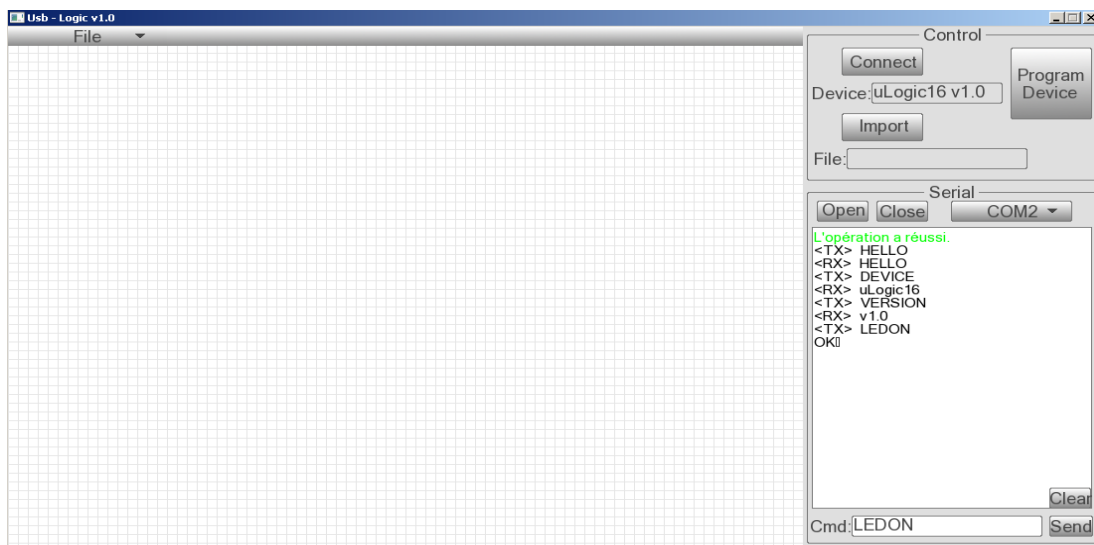 Usb - Logic v1.0
File
Control
Connect
Program
Device
Device: uLogic16 v1.0
Import
File:
Serial
Open Close COM2
L'opération a réussi.
<TX> HELLO
<RX> HELLO
<TX> DEVICE
<RX> uLogic16
<TX> VERSION
<RX> v1.0
<TX> LEDON
OK▯
Clear
Cmd: LEDON Send